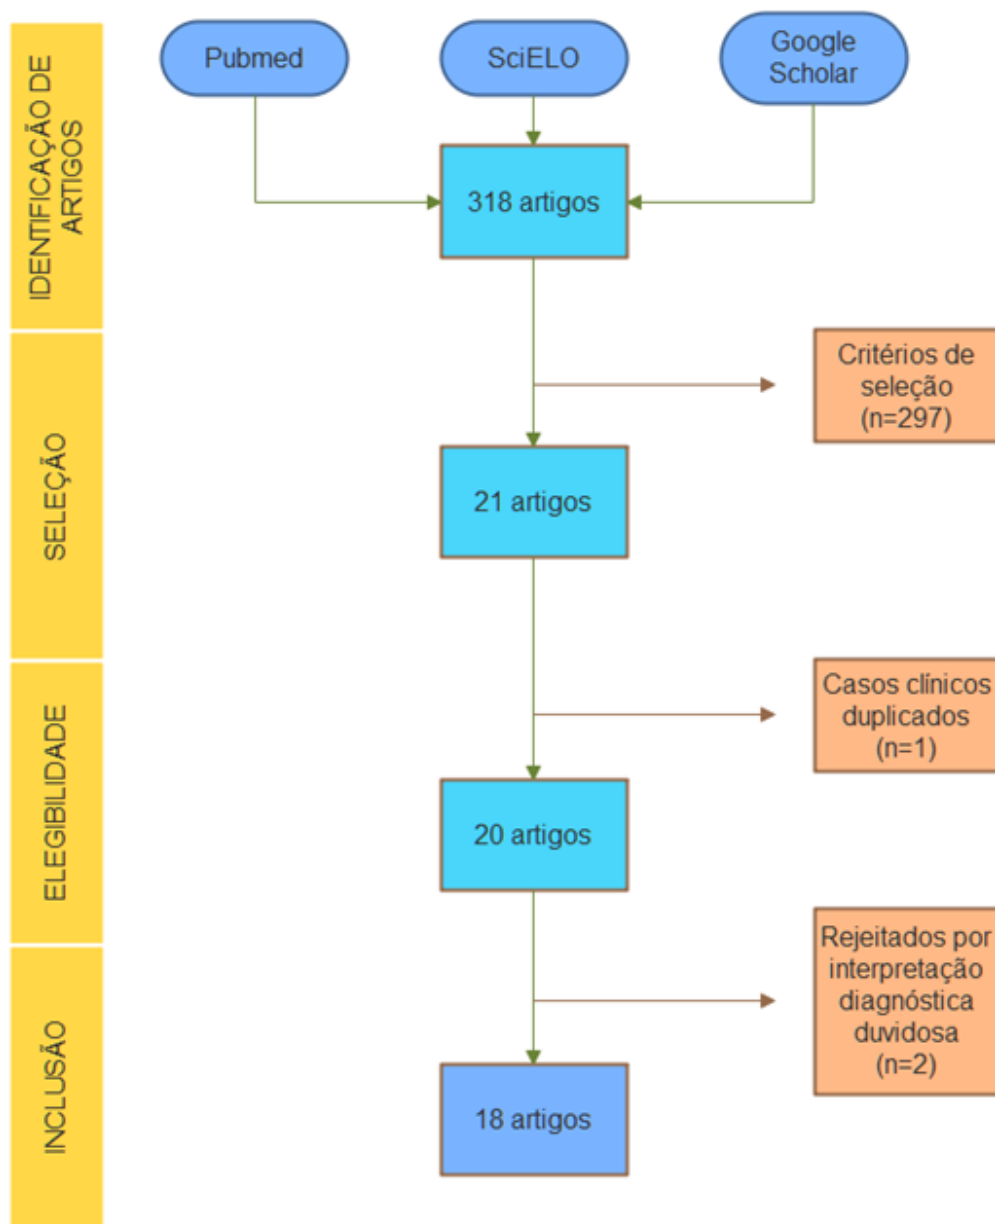 IDENTIFICAÇÃO DE
ARTIGOS
Pubmed
SciELO
Google
Scholar
318 artigos
SELEÇÃO
Critérios de
seleção
(n=297)
21 artigos
ELEGIBILIDADE
Casos clínicos
duplicados
(n=1)
20 artigos
INCLUSÃO
Rejeitados por
interpretação
diagnóstica
duvidosa
(n=2)
18 artigos